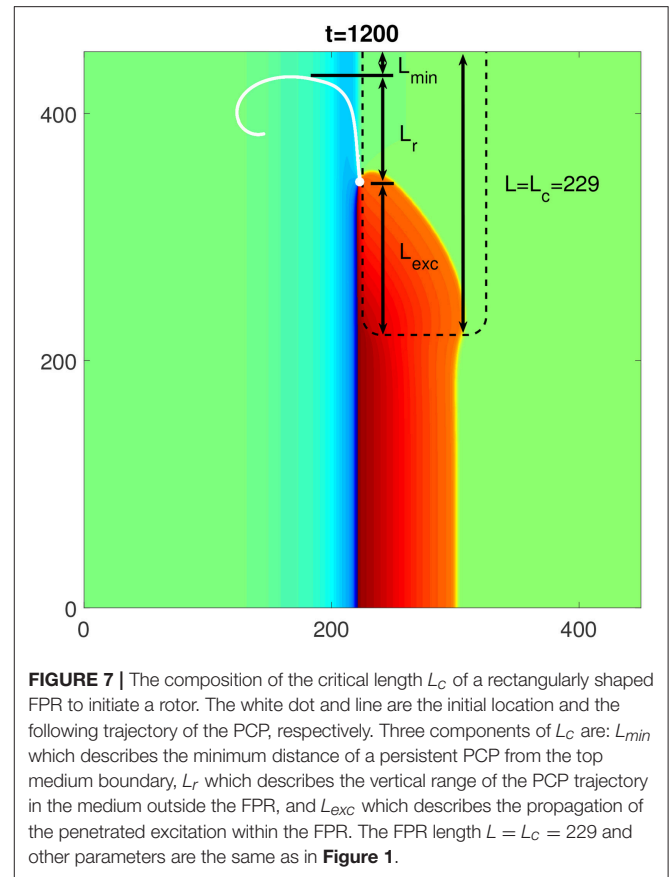 t=1200
400
200
0
0
200
400
L_min
L_r
L_exc
L=L_c=229
FIGURE 7 | The composition of the critical length L_C of a rectangularly shaped
FPR to initiate a rotor. The white dot and line are the initial location and the
following trajectory of the PCP, respectively. Three components of L_C are: L_min
which describes the minimum distance of a persistent PCP from the top
medium boundary, L_r which describes the vertical range of the PCP trajectory
in the medium outside the FPR, and L_exc which describes the propagation of
the penetrated excitation within the FPR. The FPR length L = L_C = 229 and
other parameters are the same as in Figure 1.